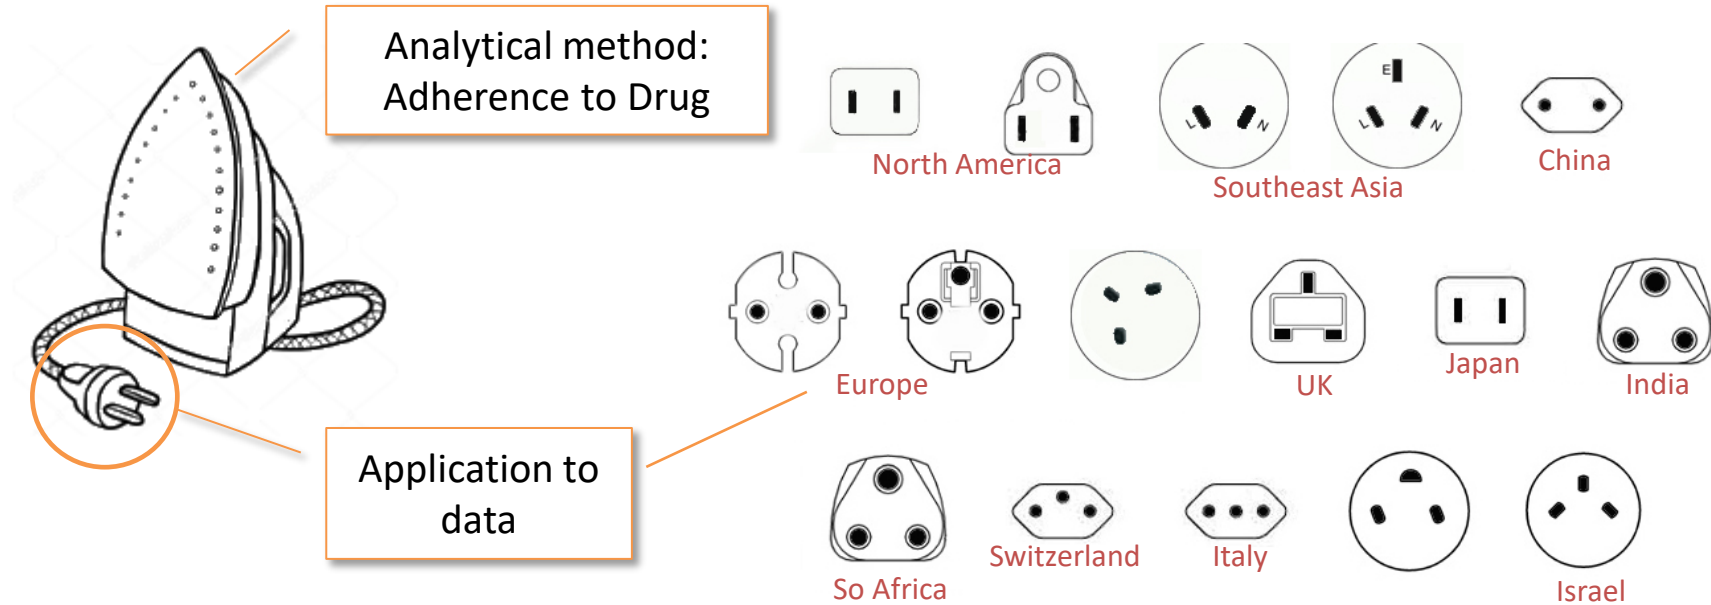 Analytical method:
Adherence to Drug
North America
L N
E
L N
Southeast Asia
China
Europe
UK
Japan
India
Application to
data
So Africa
Switzerland
Italy
Israel